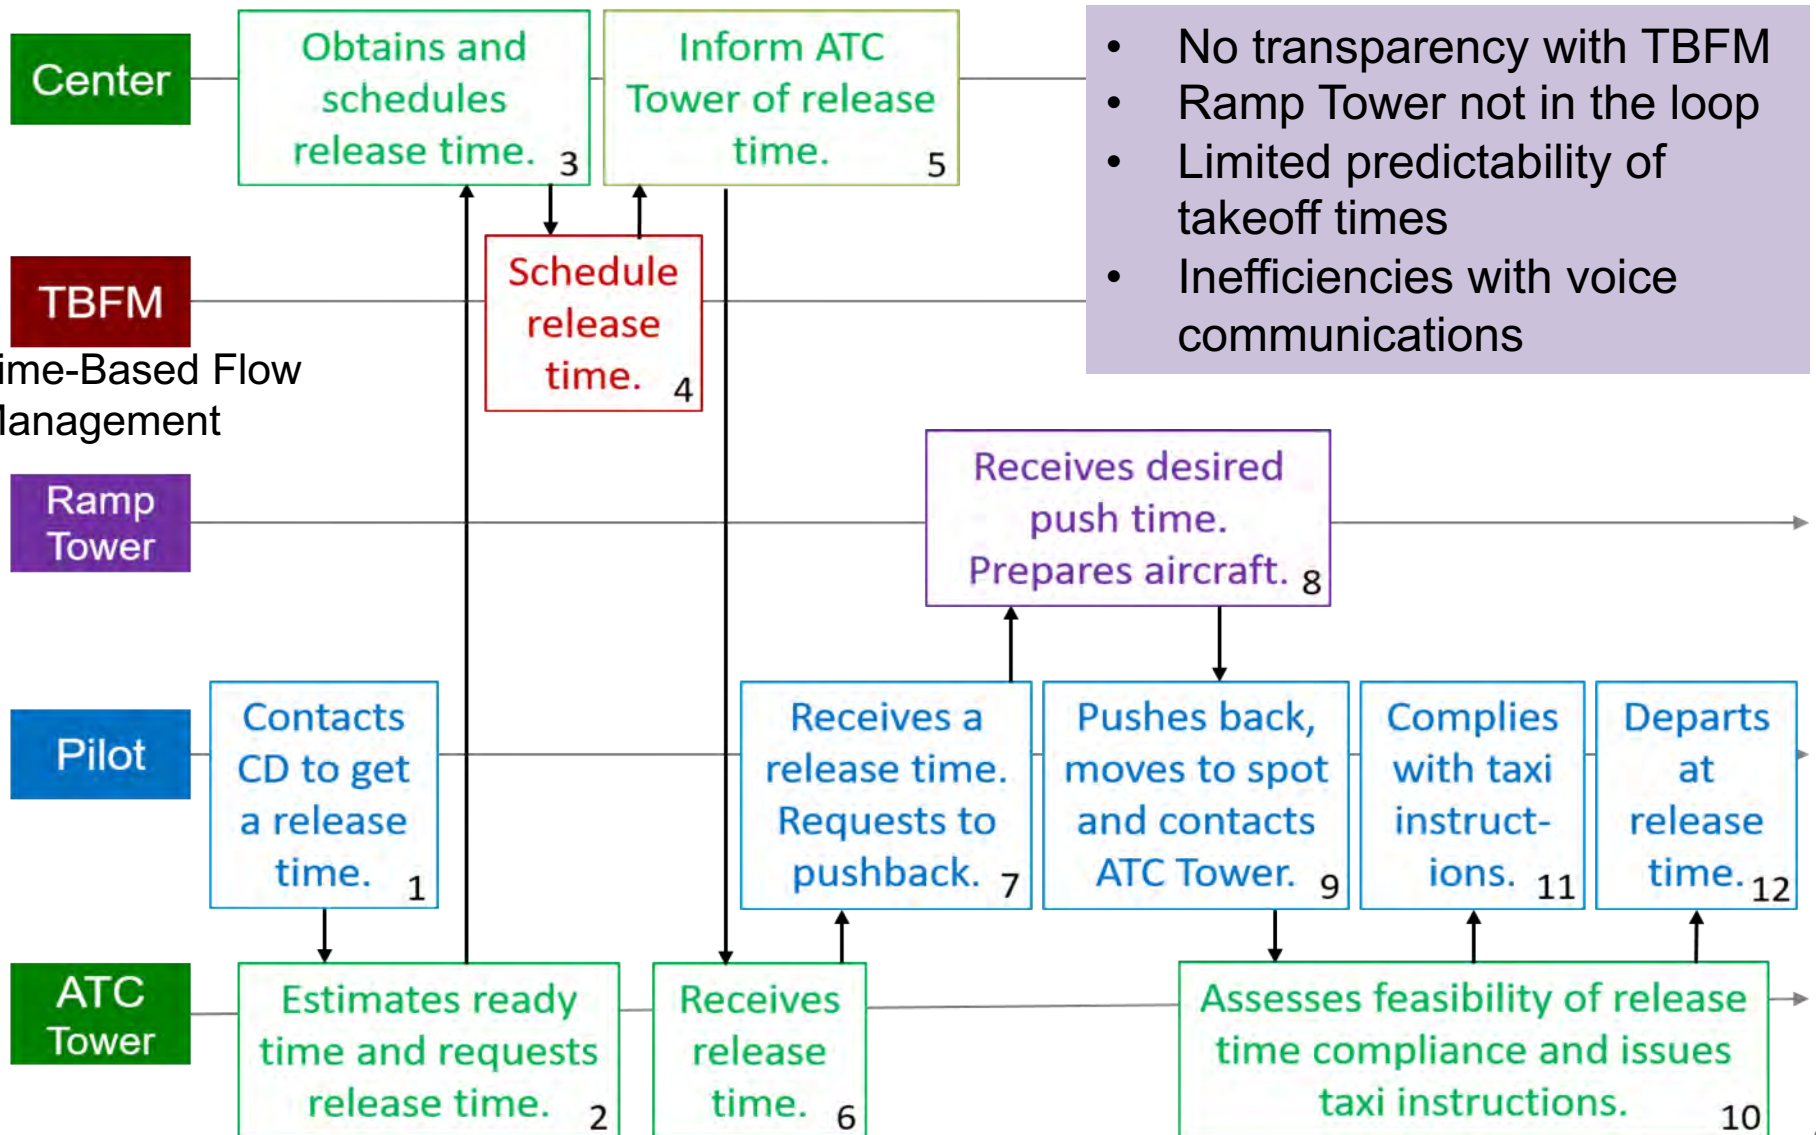 Center
Obtains and
schedules
release time. 3
Inform ATC
Tower of release
time. 5
• No transparency with TBFM
• Ramp Tower not in the loop
• Limited predictability of
takeoff times
• Inefficiencies with voice
communications
TBFM
ime-Based Flow
Management
Schedule
release
time. 4
Ramp
Tower
Receives desired
push time.
Prepares aircraft. 8
Pilot
Contacts
CD to get
a release
time. 1
Receives a
release time.
Requests to
pushback. 7
Pushes back,
moves to spot
and contacts
ATC Tower. 9
Complies
with taxi
instruct-
ions. 11
Departs
at
release
time. 12
ATC
Tower
Estimates ready
time and requests
release time. 2
Receives
release
time. 6
Assesses feasibility of release
time compliance and issues
taxi instructions. 10